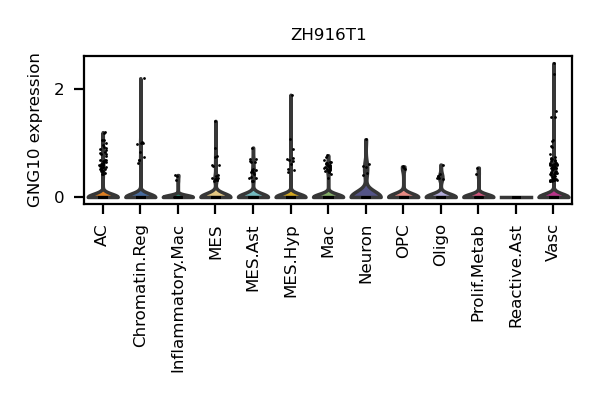 ZH916T1
GNG10 expression
2
0
AC
Chromatin.Reg
Inflammatory.Mac
MES
MES.Ast
MES.Hyp
Mac
Neuron
OPC
Oligo
Prolif.Metab
Reactive.Ast
Vasc